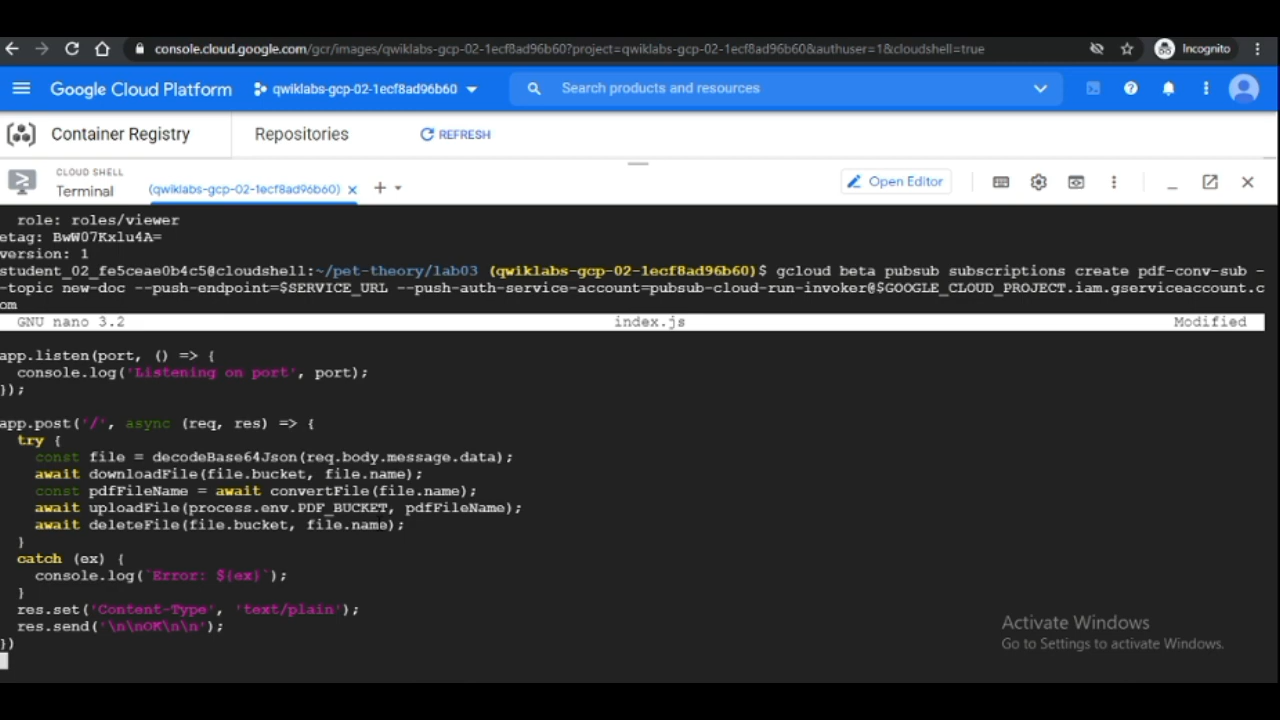 console.cloud.google.com/gcr/images/qwiklabs-gcp-02-1ecf8ad96b60?project=qwiklabs-gcp-02-1ecf8ad96b60&authuser=1&cloudshell=true
Incognito
Google Cloud Platform
qwiklabs-gcp-02-1ecf8ad96b60
Search products and resources
Container Registry
Repositories
REFRESH
CLOUD SHELL
Terminal
(qwiklabs-gcp-02-1ecf8ad96b60)
Open Editor
role: roles/viewer
etag: BwW07Kxlu4A=
version: 1
student_02_fe5ceae0b4c5@cloudshell:~/pet-theory/lab03 (qwiklabs-gcp-02-1ecf8ad96b60)$ gcloud beta pubsub subscriptions create pdf-conv-sub -
-topic new-doc --push-endpoint=$SERVICE_URL --push-auth-service-account=pubsub-cloud-run-invoker@$GOOGLE_CLOUD_PROJECT.iam.gserviceaccount.c
om
GNU nano 3.2 index.js Modified
app.listen(port, () => {
console.log('Listening on port', port);
});
app.post('/', async (req, res) => {
try {
const file = decodeBase64Json(req.body.message.data);
await downloadFile(file.bucket, file.name);
const pdfFileName = await convertFile(file.name);
await uploadFile(process.env.PDF_BUCKET, pdfFileName);
await deleteFile(file.bucket, file.name);
}
catch (ex) {
console.log(`Error: ${ex}`);
}
res.set('Content-Type', 'text/plain');
res.send('\n\nOK\n\n');
})
Activate Windows
Go to Settings to activate Windows.